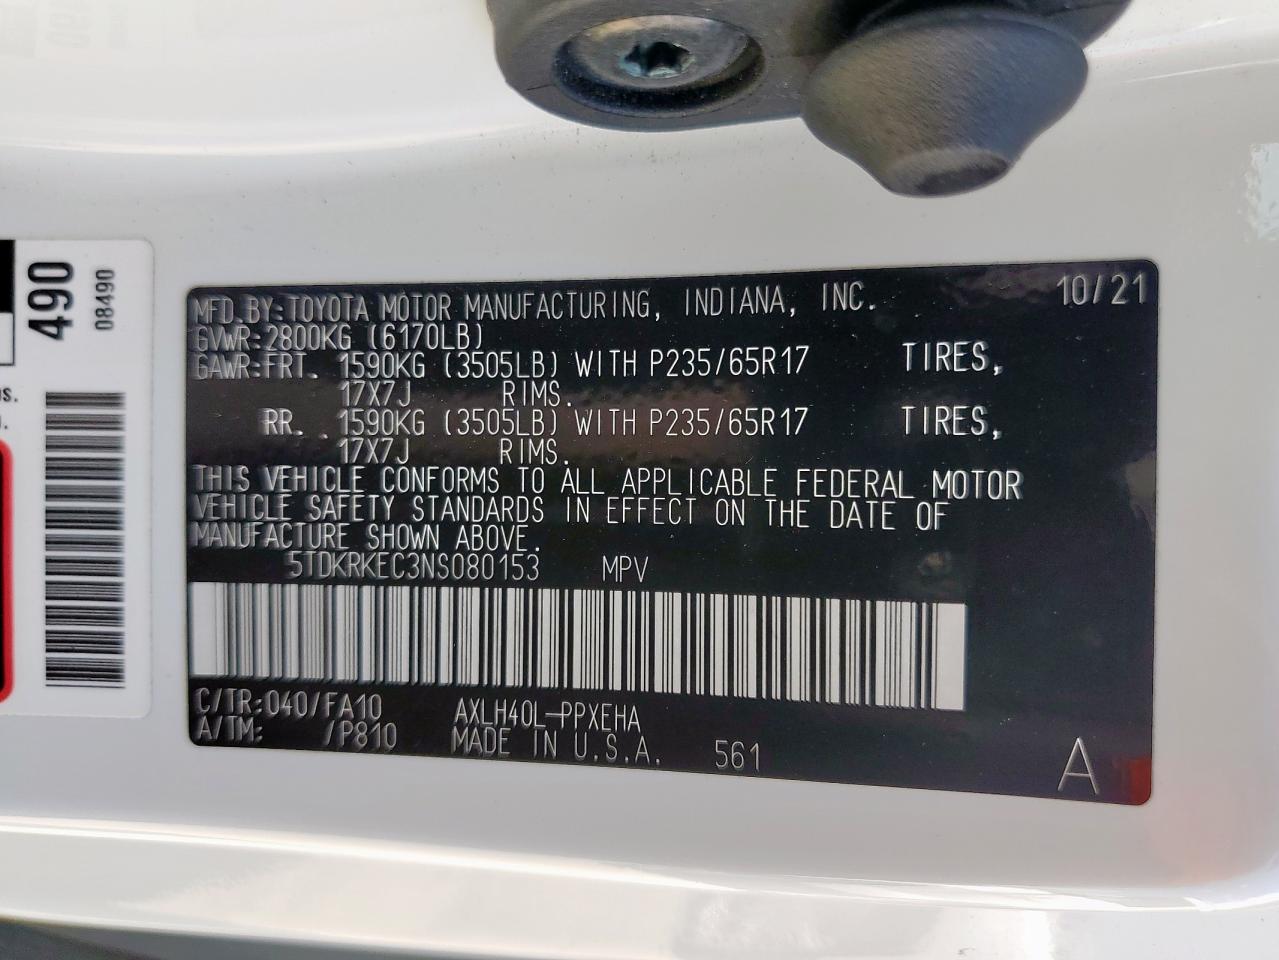 MFD.BY:TOYOTA MOTOR MANUFACTURING, INDIANA, INC. 10/21
GVWR:2800KG (6170LB)
GAWR:FRT. 1590KG (3505LB) WITH P235/65R17 TIRES,
17X7J RIMS.
RR. 1590KG (3505LB) WITH P235/65R17 TIRES,
17X7J RIMS.
THIS VEHICLE CONFORMS TO ALL APPLICABLE FEDERAL MOTOR
VEHICLE SAFETY STANDARDS IN EFFECT ON THE DATE OF
MANUFACTURE SHOWN ABOVE.
5TDKRKEC3NS080153 MPV
C/TR:040/FA10 AXLH40L-PPXEHA
A/TM: /P810 MADE IN U.S.A. 561 A
490
08490